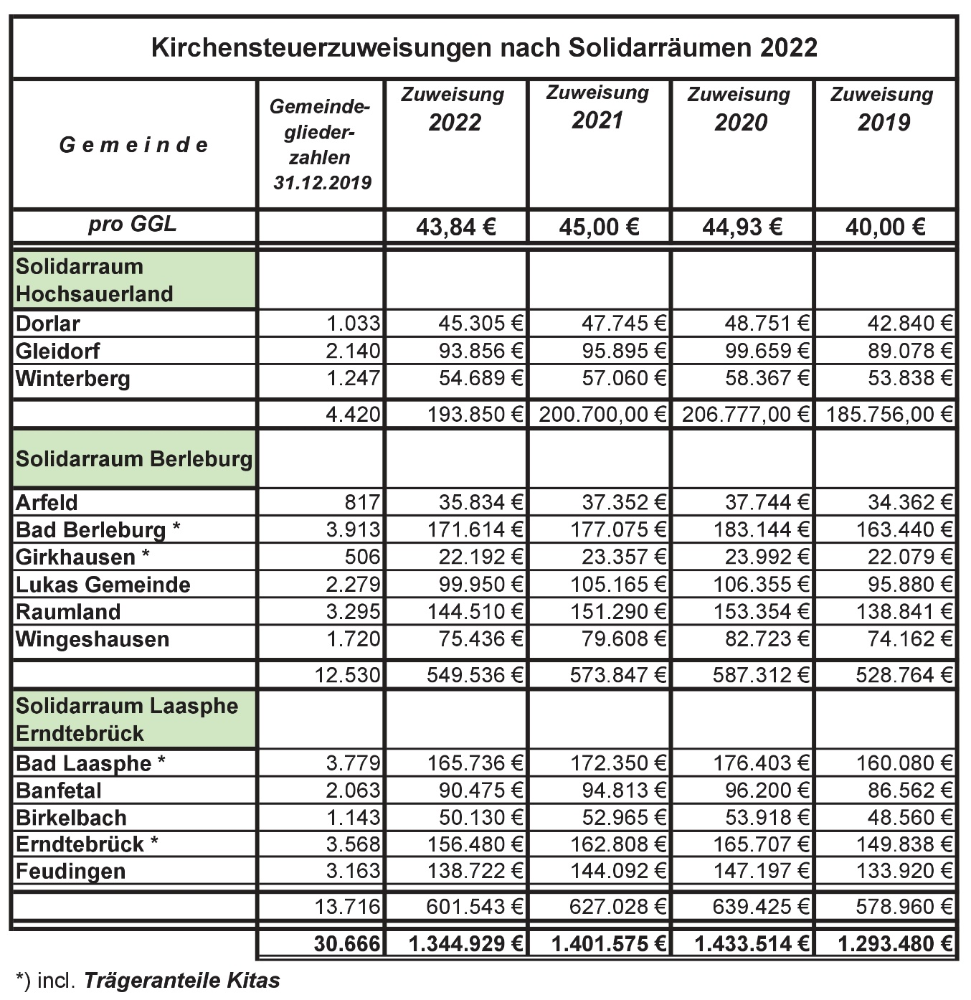 Kirchensteuerzuweisungen nach Solidarräumen 2022
Gemeinde Gemeinde-gliederzahlen 31.12.2019 Zuweisung 2022 Zuweisung 2021 Zuweisung 2020 Zuweisung 2019
pro GGL 43,84 € 45,00 € 44,93 € 40,00 €
Solidarraum
Hochsauerland
Dorlar 1.033 45.305 € 47.745 € 48.751 € 42.840 €
Gleidorf 2.140 93.856 € 95.895 € 99.659 € 89.078 €
Winterberg 1.247 54.689 € 57.060 € 58.367 € 53.838 €
4.420 193.850 € 200.700,00 € 206.777,00 € 185.756,00 €
Solidarraum Berleburg
Arfeld 817 35.834 € 37.352 € 37.744 € 34.362 €
Bad Berleburg * 3.913 171.614 € 177.075 € 183.144 € 163.440 €
Girkhausen * 506 22.192 € 23.357 € 23.992 € 22.079 €
Lukas Gemeinde 2.279 99.950 € 105.165 € 106.355 € 95.880 €
Raumland 3.295 144.510 € 151.290 € 153.354 € 138.841 €
Wingeshausen 1.720 75.436 € 79.608 € 82.723 € 74.162 €
12.530 549.536 € 573.847 € 587.312 € 528.764 €
Solidarraum Laasphe
Erndtebrück
Bad Laasphe * 3.779 165.736 € 172.350 € 176.403 € 160.080 €
Banfetal 2.063 90.475 € 94.813 € 96.200 € 86.562 €
Birkelbach 1.143 50.130 € 52.965 € 53.918 € 48.560 €
Erndtebrück * 3.568 156.480 € 162.808 € 165.707 € 149.838 €
Feudingen 3.163 138.722 € 144.092 € 147.197 € 133.920 €
13.716 601.543 € 627.028 € 639.425 € 578.960 €
30.666 1.344.929 € 1.401.575 € 1.433.514 € 1.293.480 €
*) incl. Trägeranteile Kitas